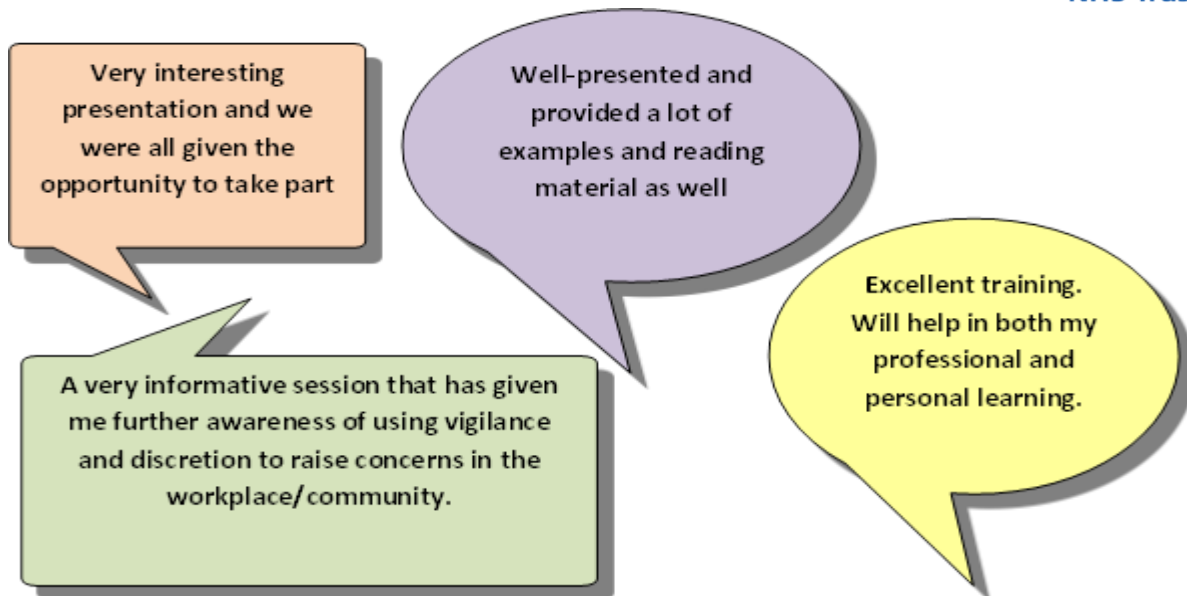 Very interesting
presentation and we
were all given the
opportunity to take part
Well-presented and
provided a lot of
examples and reading
material as well
Excellent training.
Will help in both my
professional and
personal learning.
A very informative session that has given
me further awareness of using vigilance
and discretion to raise concerns in the
workplace/community.